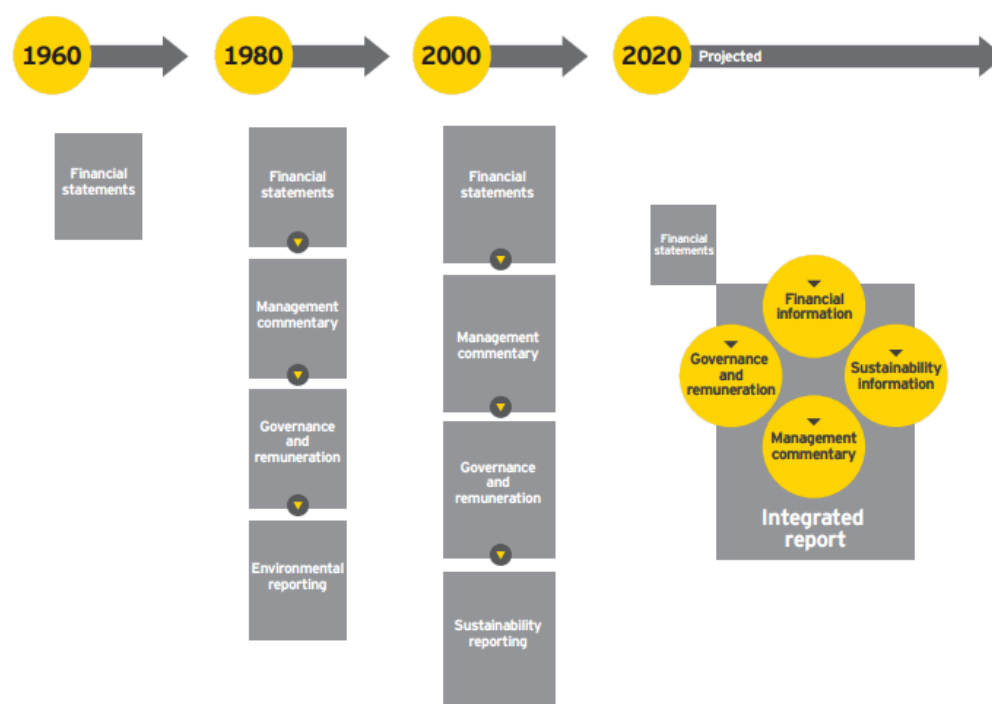 1960
1980
2000
2020
Projected
Financial
statements
Financial
statements
Management
commentary
Governance
and
remuneration
Environmental
reporting
Financial
statements
Management
commentary
Governance
and
remuneration
Sustainability
reporting
Financial
statements
Financial
information
Governance
and
remuneration
Sustainability
information
Management
commentary
Integrated
report